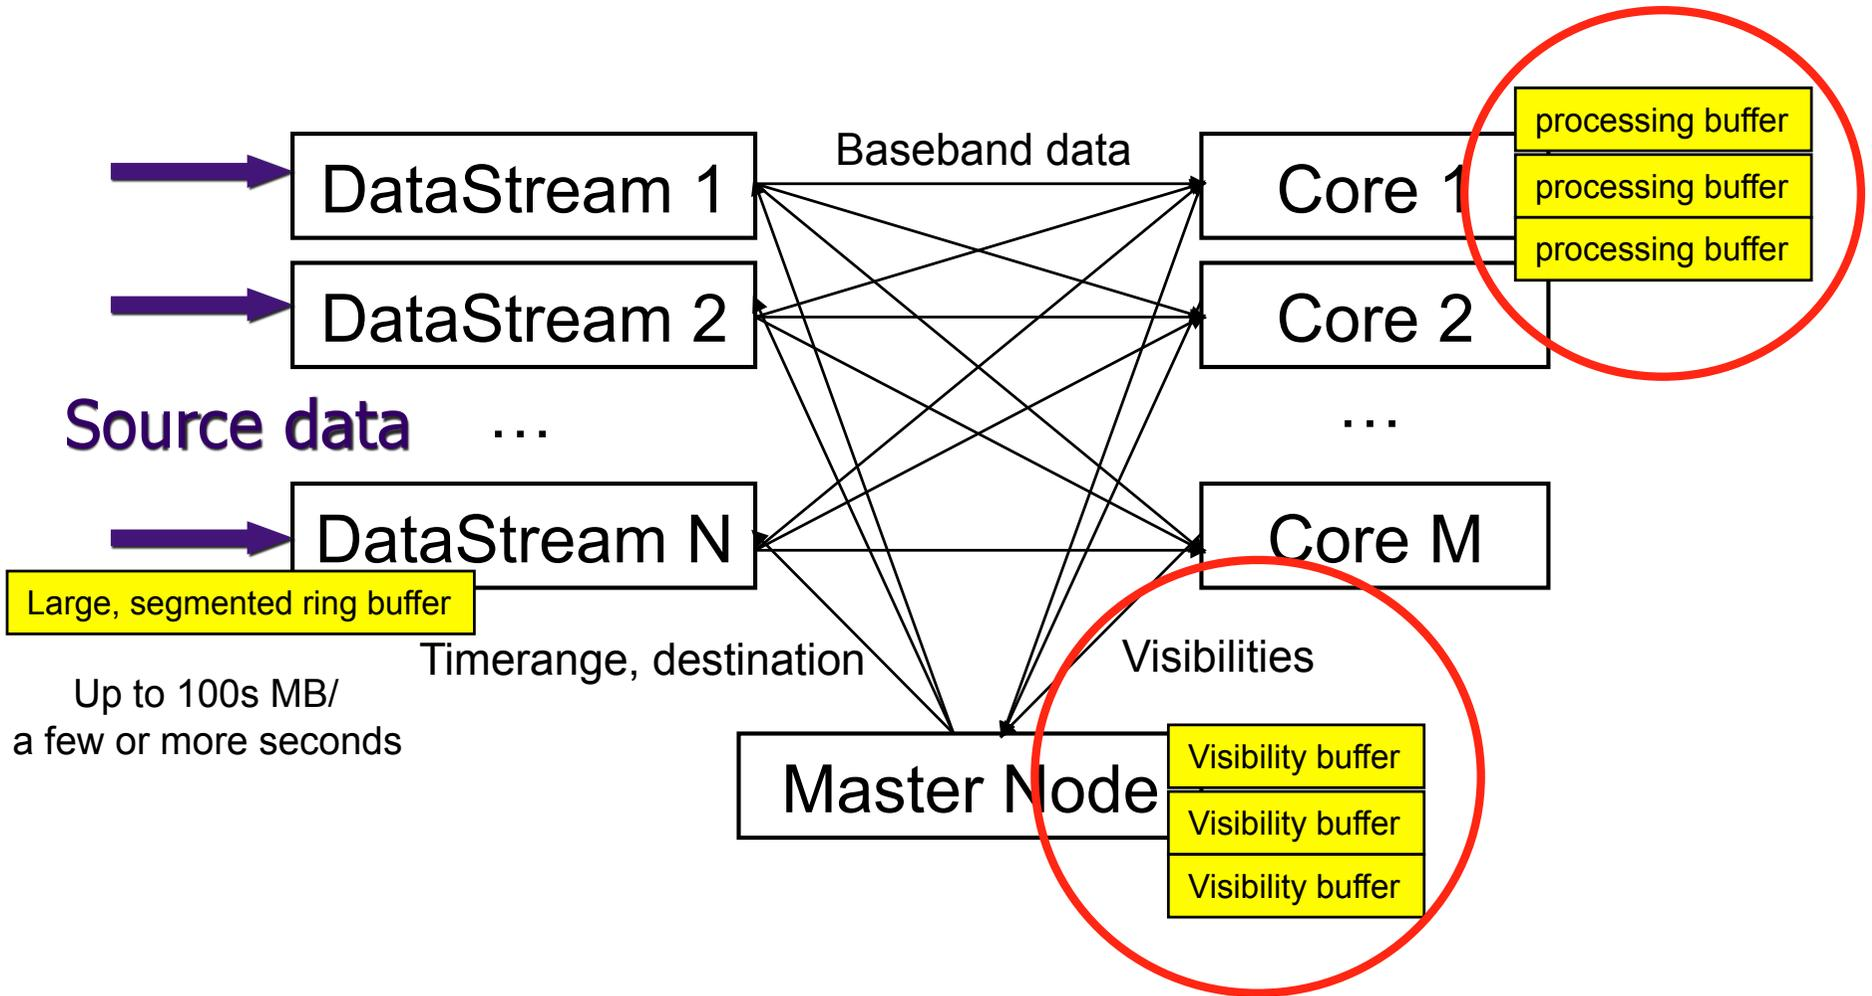 Baseband data
processing buffer
processing buffer
processing buffer
DataStream 1
Core 1
DataStream 2
Core 2
Source data
...
...
DataStream N
Core M
Large, segmented ring buffer
Timerange, destination
Visibilities
Up to 100s MB/
a few or more seconds
Master Node
Visibility buffer
Visibility buffer
Visibility buffer